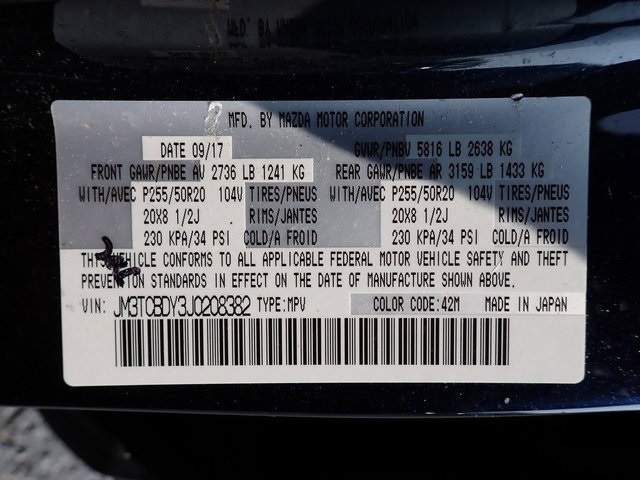 MFD. BY MAZDA MOTOR CORPORATION
DATE 09/17 GVWR/PNBV 5816 LB 2638 KG
FRONT GAWR/PNBE AV 2736 LB 1241 KG REAR GAWR/PNBE AR 3159 LB 1433 KG
WITH/AVEC P255/50R20 104V TIRES/PNEUS WITH/AVEC P255/50R20 104V TIRES/PNEUS
20X8 1/2J RIMS/JANTES 20X8 1/2J RIMS/JANTES
230 KPA/34 PSI COLD/A FROID 230 KPA/34 PSI COLD/A FROID
THIS VEHICLE CONFORMS TO ALL APPLICABLE FEDERAL MOTOR VEHICLE SAFETY AND THEFT
PREVENTION STANDARDS IN EFFECT ON THE DATE OF MANUFACTURE SHOWN ABOVE.
VIN: JM3TCBDY3J0208382 TYPE:MPV COLOR CODE:42M MADE IN JAPAN